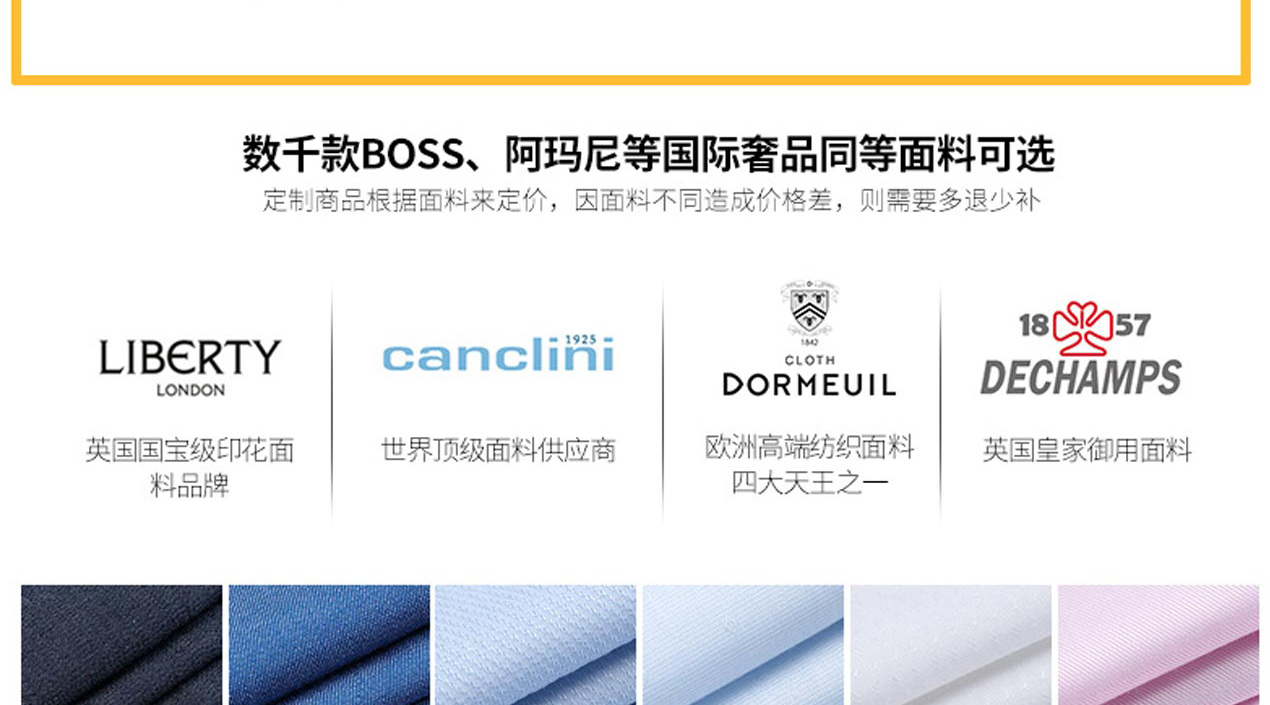 数千款BOSS、阿玛尼等国际奢品同等面料可选
定制商品根据面料来定价，因面料不同造成价格差，则需要多退少补
LIBERTY
LONDON
英国国宝级印花面
料品牌
1925
canclini
世界顶级面料供应商
1842
CLOTH
DORMEUIL
欧洲高端纺织面料
四大天王之一
18 57
DECHAMPS
英国皇家御用面料